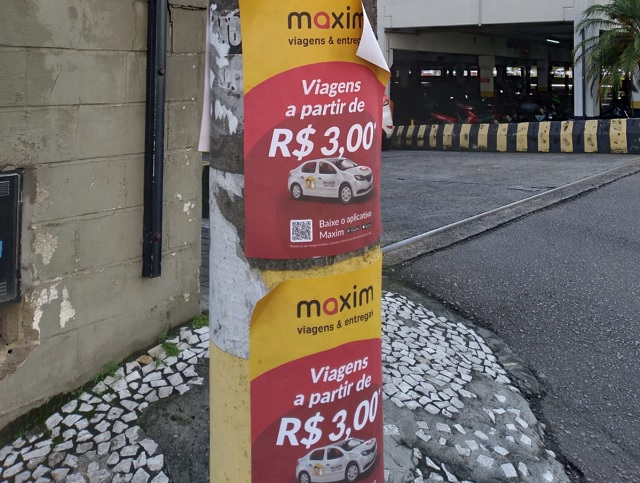 maxim
viagens & entregas
Viagens
a partir de
R$ 3,00*
Baixe o aplicativo
Maxim
maxim
viagens & entregas
Viagens
a partir de
R$ 3,00*